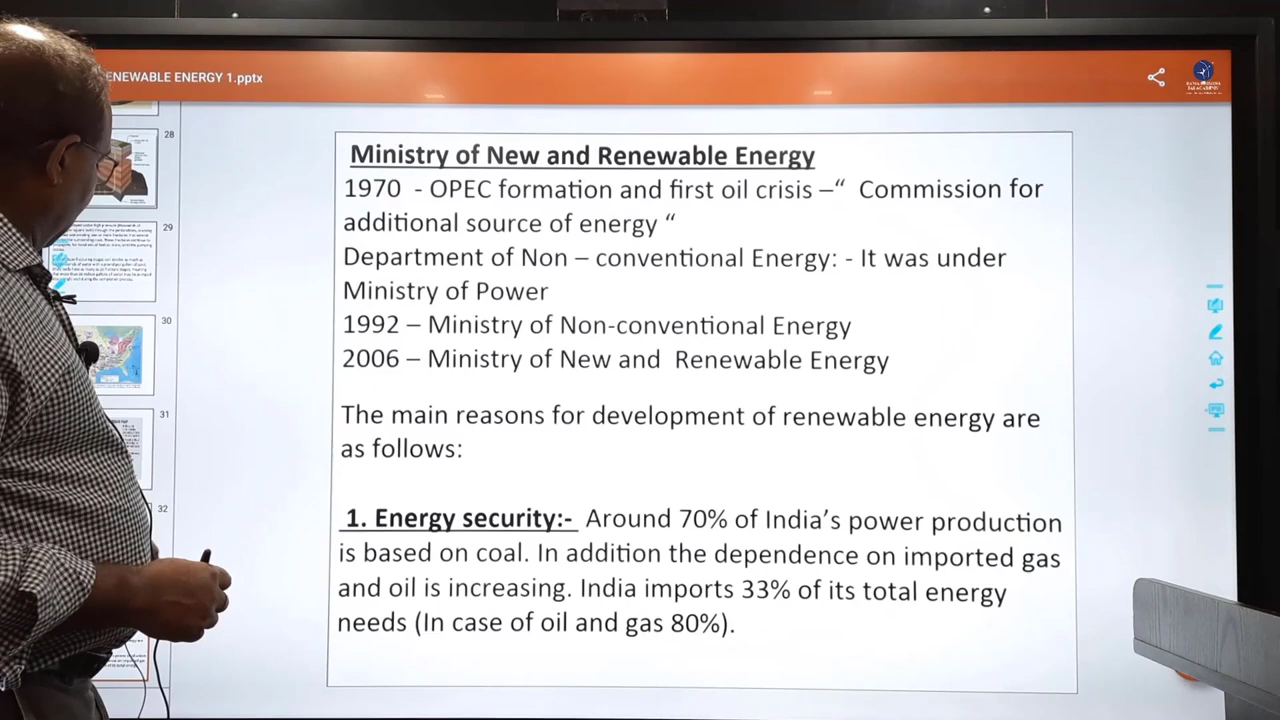 ENEWABLE ENERGY 1.pptx
28
29
30
31
32
Ministry of New and Renewable Energy
1970 - OPEC formation and first oil crisis –“ Commission for
additional source of energy “
Department of Non – conventional Energy: - It was under
Ministry of Power
1992 – Ministry of Non-conventional Energy
2006 – Ministry of New and Renewable Energy
The main reasons for development of renewable energy are
as follows:
1. Energy security:- Around 70% of India’s power production
is based on coal. In addition the dependence on imported gas
and oil is increasing. India imports 33% of its total energy
needs (In case of oil and gas 80%).